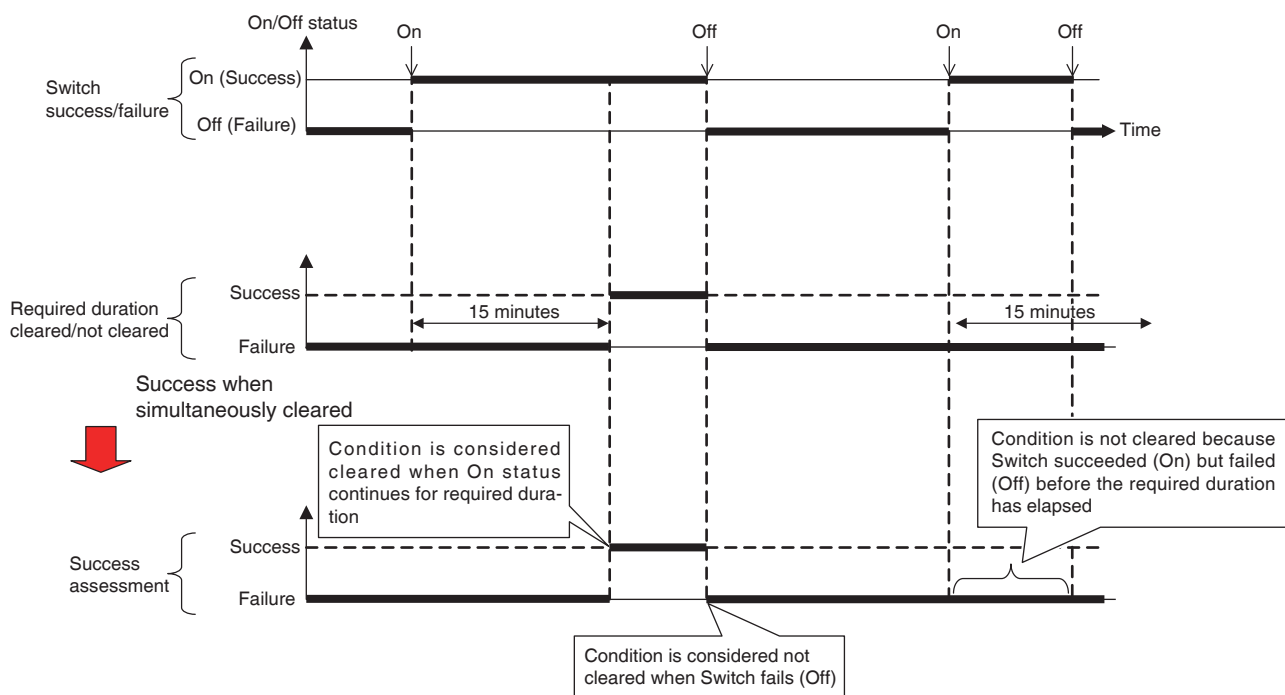 On/Off status
On
Off
On
Off
Switch
success/failure
On (Success)
Off (Failure)
Time
Required duration
cleared/not cleared
Success
15 minutes
15 minutes
Failure
Success when
simultaneously cleared
Condition is considered
cleared when On status
continues for required dura-
tion
Condition is not cleared because
Switch succeeded (On) but failed
(Off) before the required duration
has elapsed
Success
assessment
Success
Failure
Condition is considered not
cleared when Switch fails (Off)